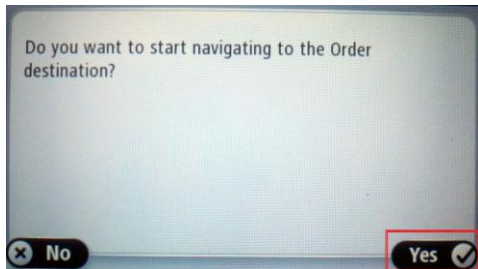 Do you want to start navigating to the Order
destination?
No
Yes